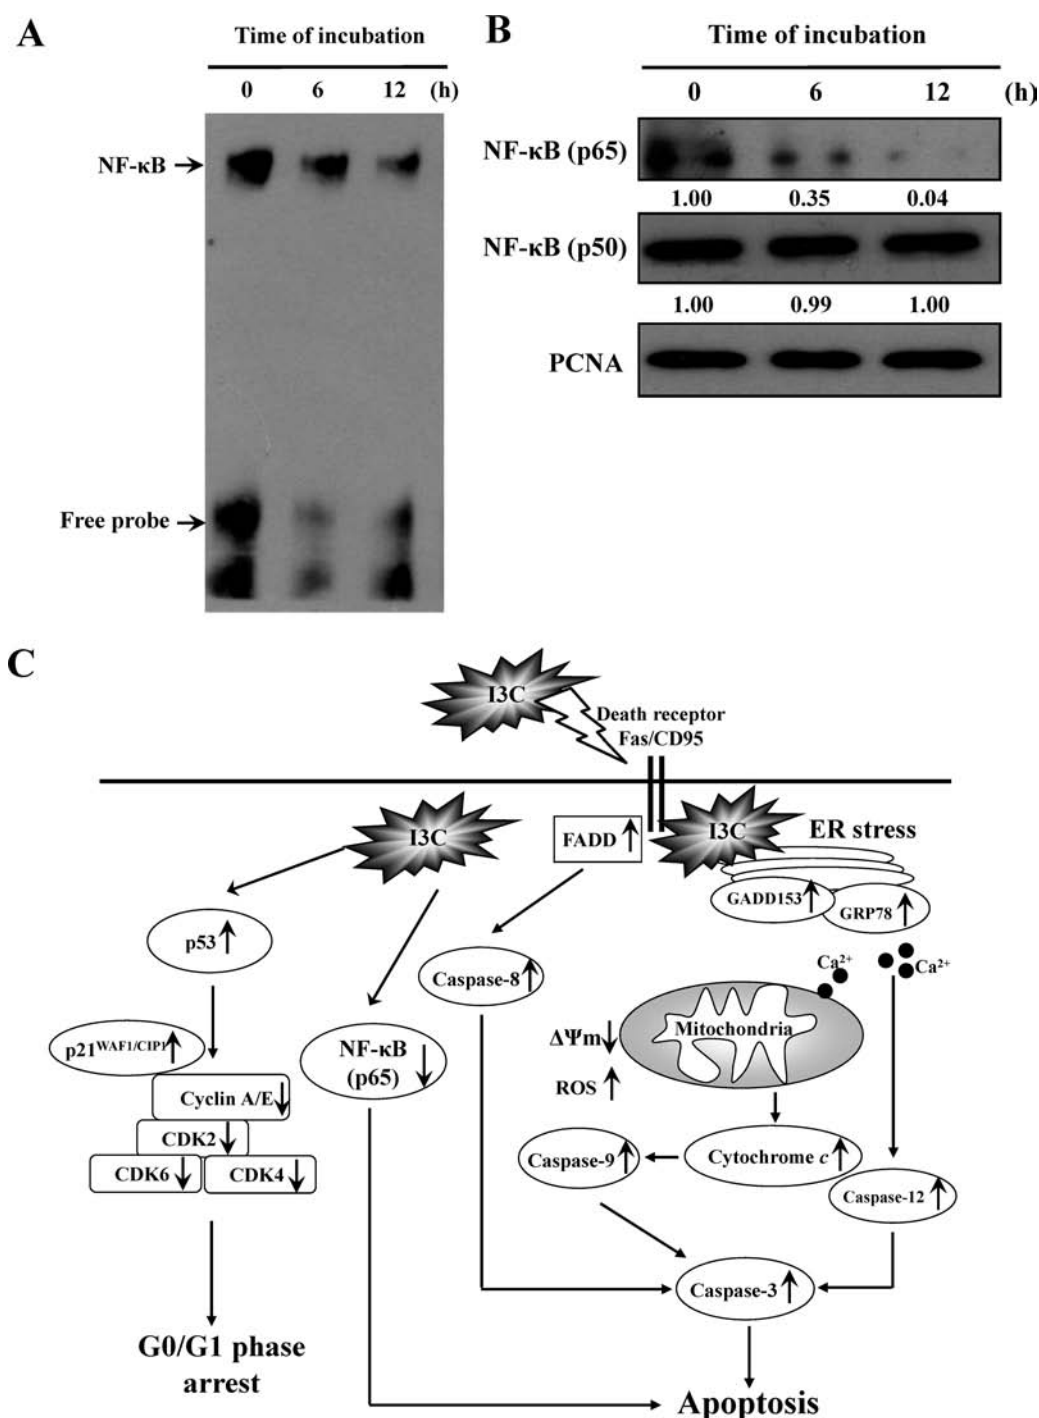 A
Time of incubation
0 6 12 (h)
NF-κB
Free probe
B
Time of incubation
0 6 12 (h)
NF-κB (p65)
1.00 0.35 0.04
NF-κB (p50)
1.00 0.99 1.00
PCNA
C
I3C
Death receptor
Fas/CD95
I3C
FADD
I3C
ER stress
GADD153
GRP78
p53
Caspase-8
Ca²⁺
Ca²⁺
p21ᵂᴬᶠ¹/ᶜᴵᴾ¹
NF-κB
(p65)
ΔΨm
Mitochondria
ROS
Cyclin A/E
CDK2
CDK6
CDK4
Caspase-9
Cytochrome c
Caspase-12
Caspase-3
G0/G1 phase
arrest
Apoptosis